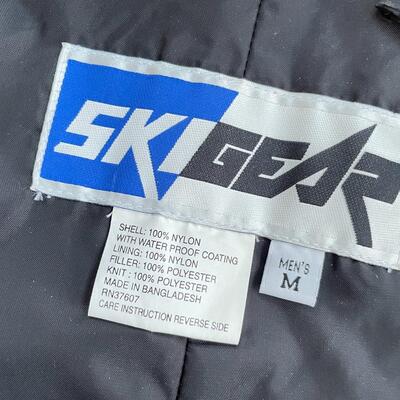 SKIGEAR
SHELL: 100% NYLON
WITH WATER PROOF COATING
LINING: 100% NYLON
FILLER: 100% POLYESTER
KNIT : 100% POLYESTER
MADE IN BANGLADESH
RN37607
CARE INSTRUCTION REVERSE SIDE
MEN'S
M